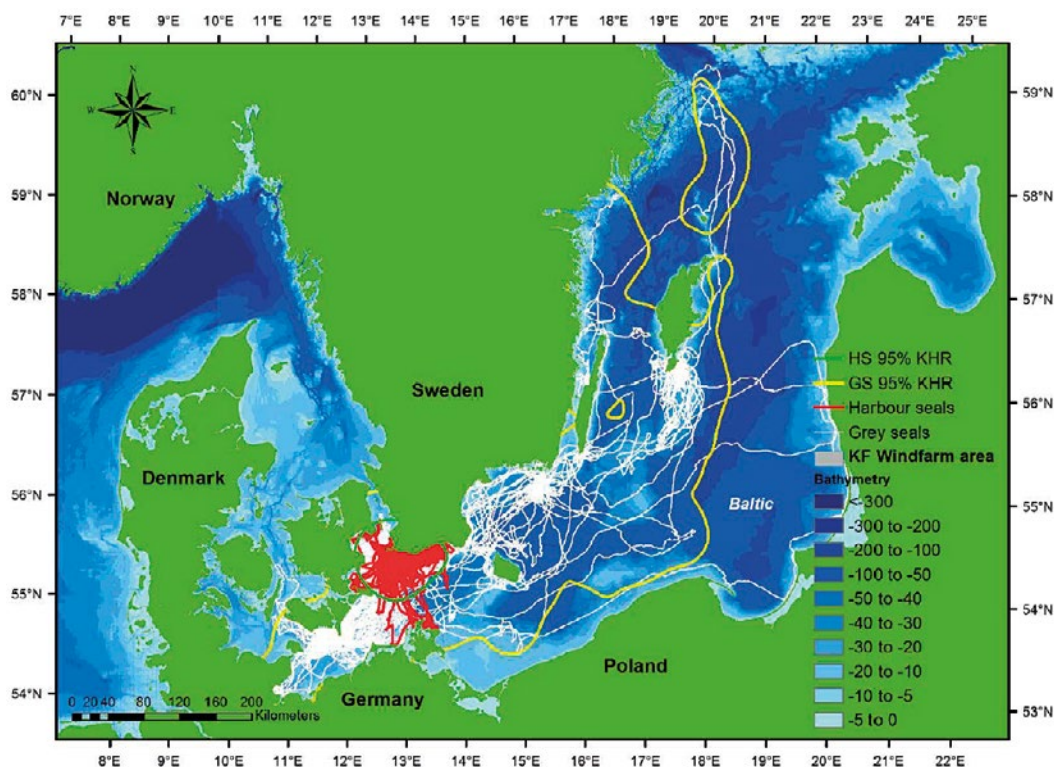 8°E 9°E 10°E 11°E 12°E 13°E 14°E 15°E 16°E 17°E 18°E 19°E 20°E 21°E 22°E 23°E 24°E 25°E
60°N
59°N
N
W E
S
Norway
59°N
58°N
58°N
57°N
HS 95% KHR
Sweden
57°N
GS 95% KHR
56°N
Harbour seals
Grey seals
KF Windfarm area
Denmark
Bathymetry
56°N
Baltic
<-300
55°N
-300 to -200
-200 to -100
-100 to -50
55°N
54°N
-50 to -40
-40 to -30
-30 to -20
Poland
-20 to -10
Germany
54°N
-10 to -5
53°N
0 20 40 80 120 160 200
Kilometers
-5 to 0
8°E 9°E 10°E 11°E 12°E 13°E 14°E 15°E 16°E 17°E 18°E 19°E 20°E 21°E 22°E